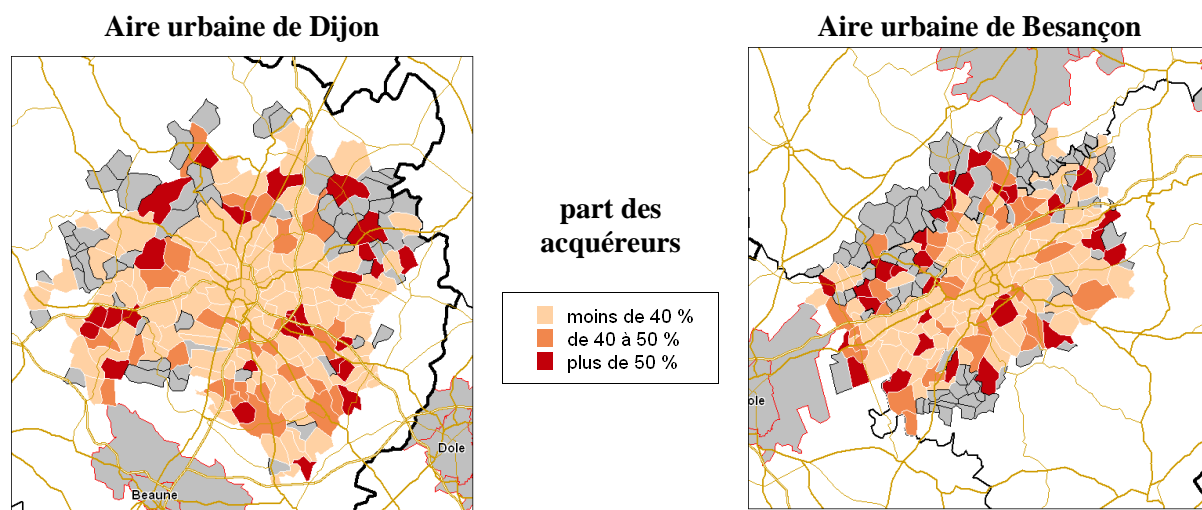 Aire urbaine de Dijon
Aire urbaine de Besançon
part des
acquéreurs
moins de 40 %
de 40 à 50 %
plus de 50 %
Beaune
Dole
ole